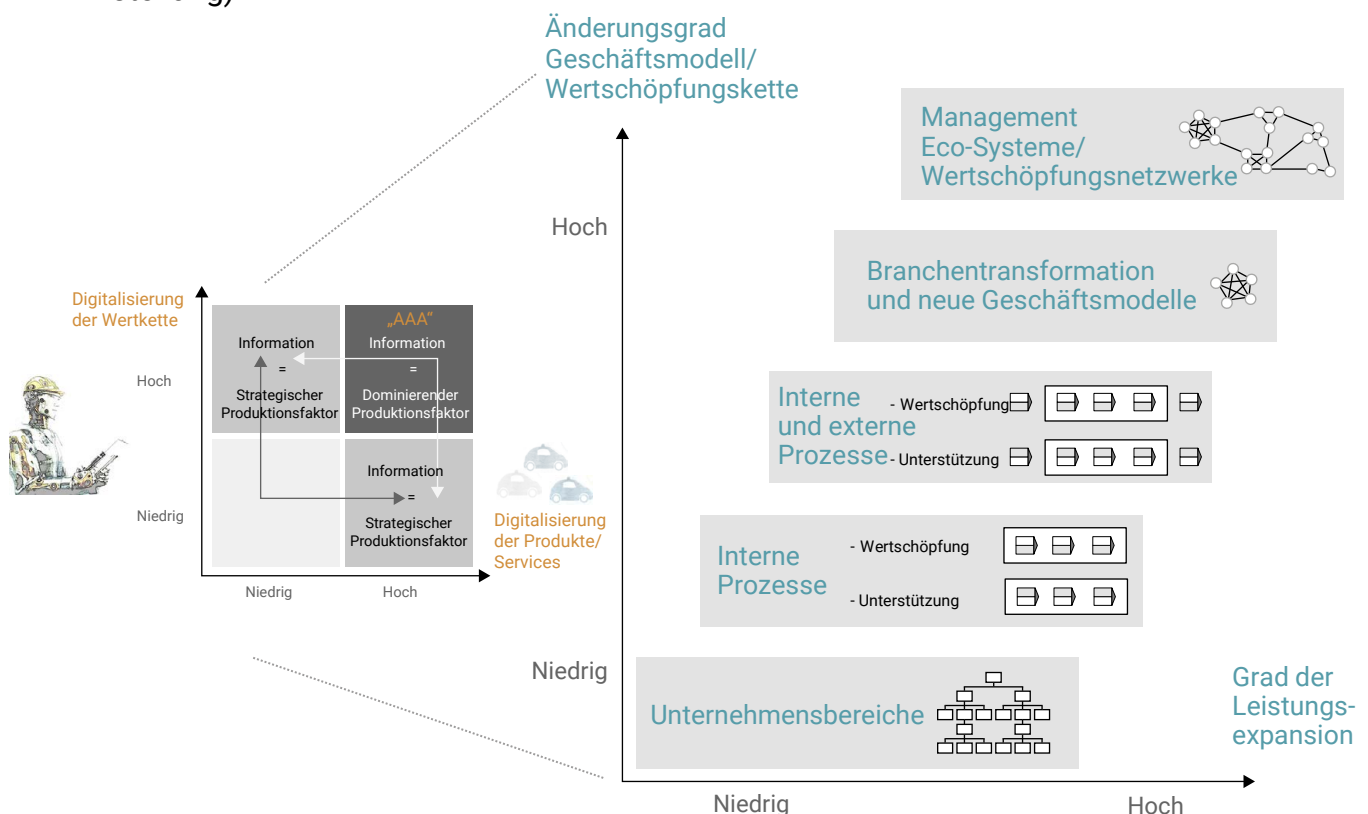 Änderungsgrad
Geschäftsmodell/
Wertschöpfungskette
Management
Eco-Systeme/
Wertschöpfungsnetzwerke
Hoch
Branchentransformation
und neue Geschäftsmodelle
Digitalisierung
der Wertkette
„AAA"
Information
=
Strategischer
Produktionsfaktor
Information
=
Dominierender
Produktionsfaktor
Hoch
Interne
und externe
Prozesse
- Wertschöpfung
- Unterstützung
Information
=
Strategischer
Produktionsfaktor
Niedrig
Digitalisierung
der Produkte/
Services
Niedrig
Hoch
Interne
Prozesse
- Wertschöpfung
- Unterstützung
Niedrig
Unternehmensbereiche
Grad der
Leistungs-
expansion
Niedrig
Hoch